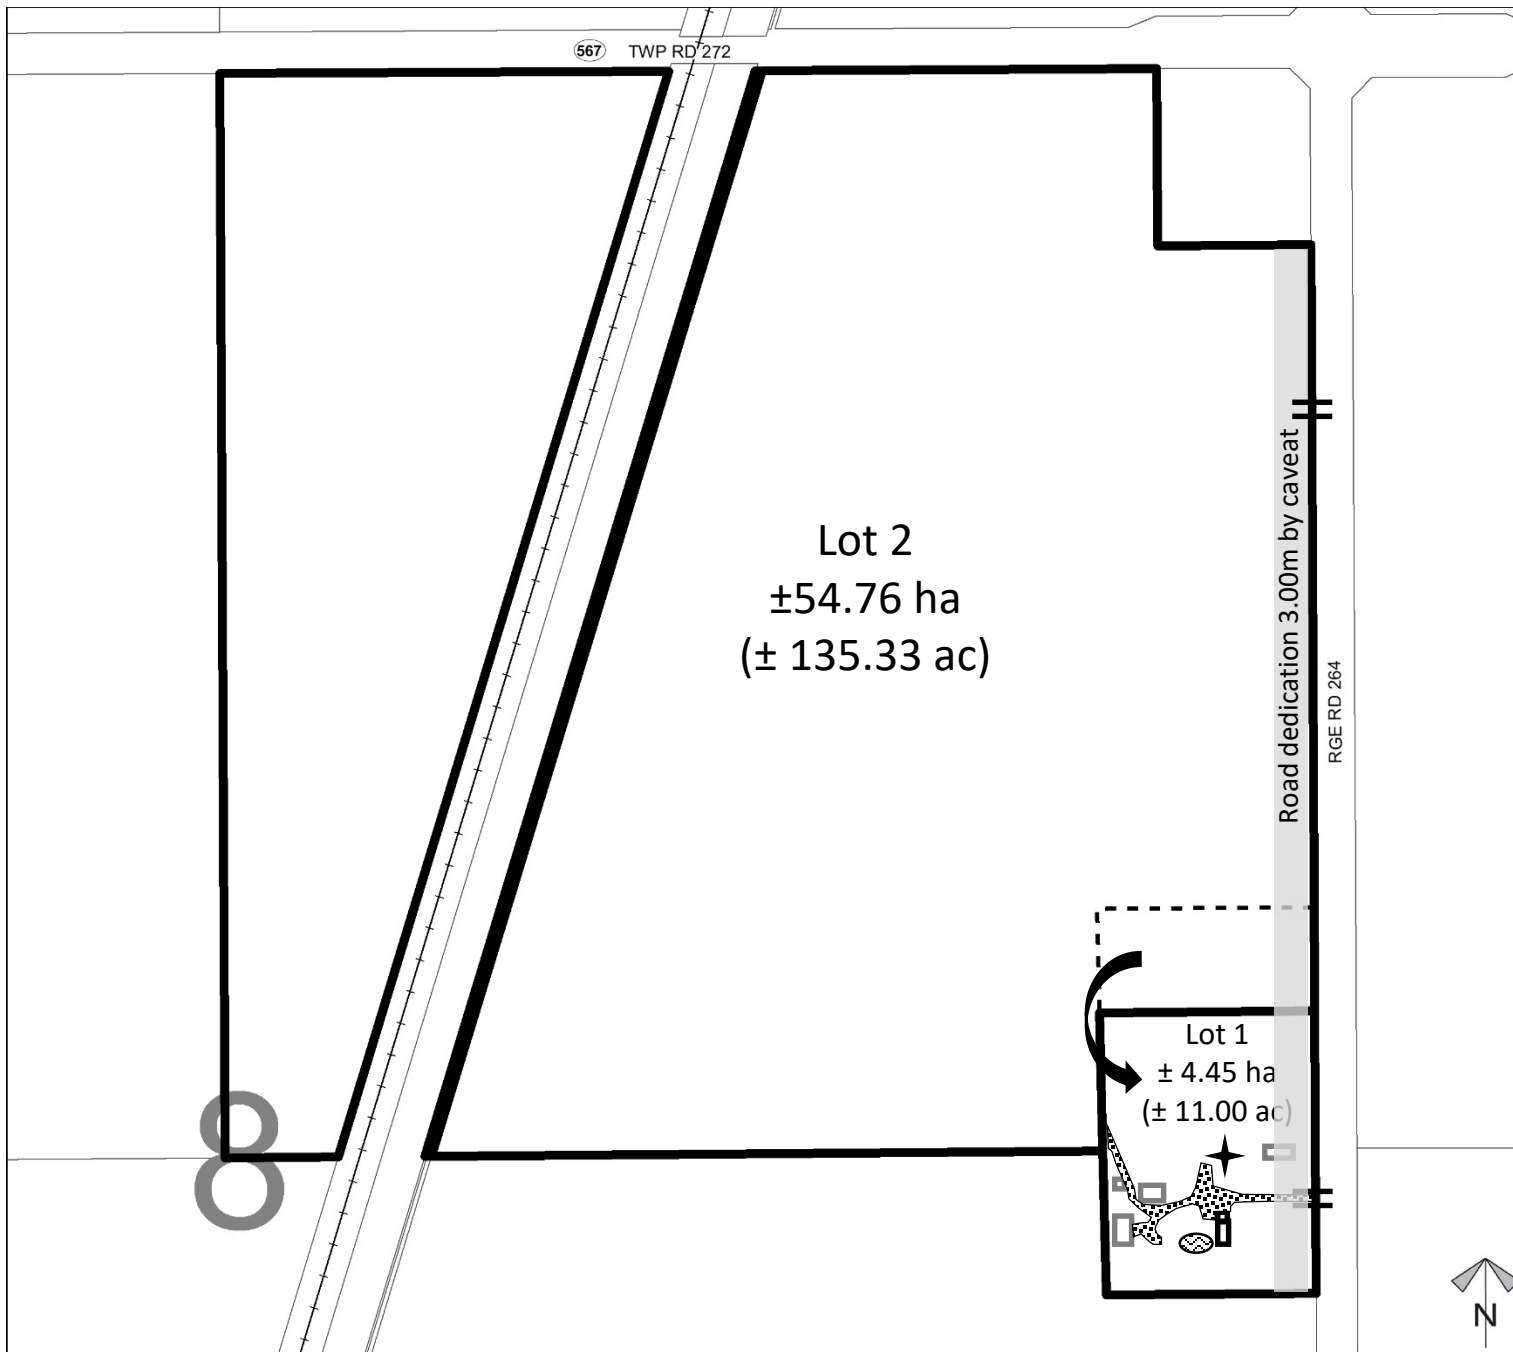 567 TWP RD 272
Lot 2
±54.76 ha
(± 135.33 ac)
Road dedication 3.00m by caveat
RGE RD 264
Lot 1
± 4.45 ha
(± 11.00 ac)
8
N